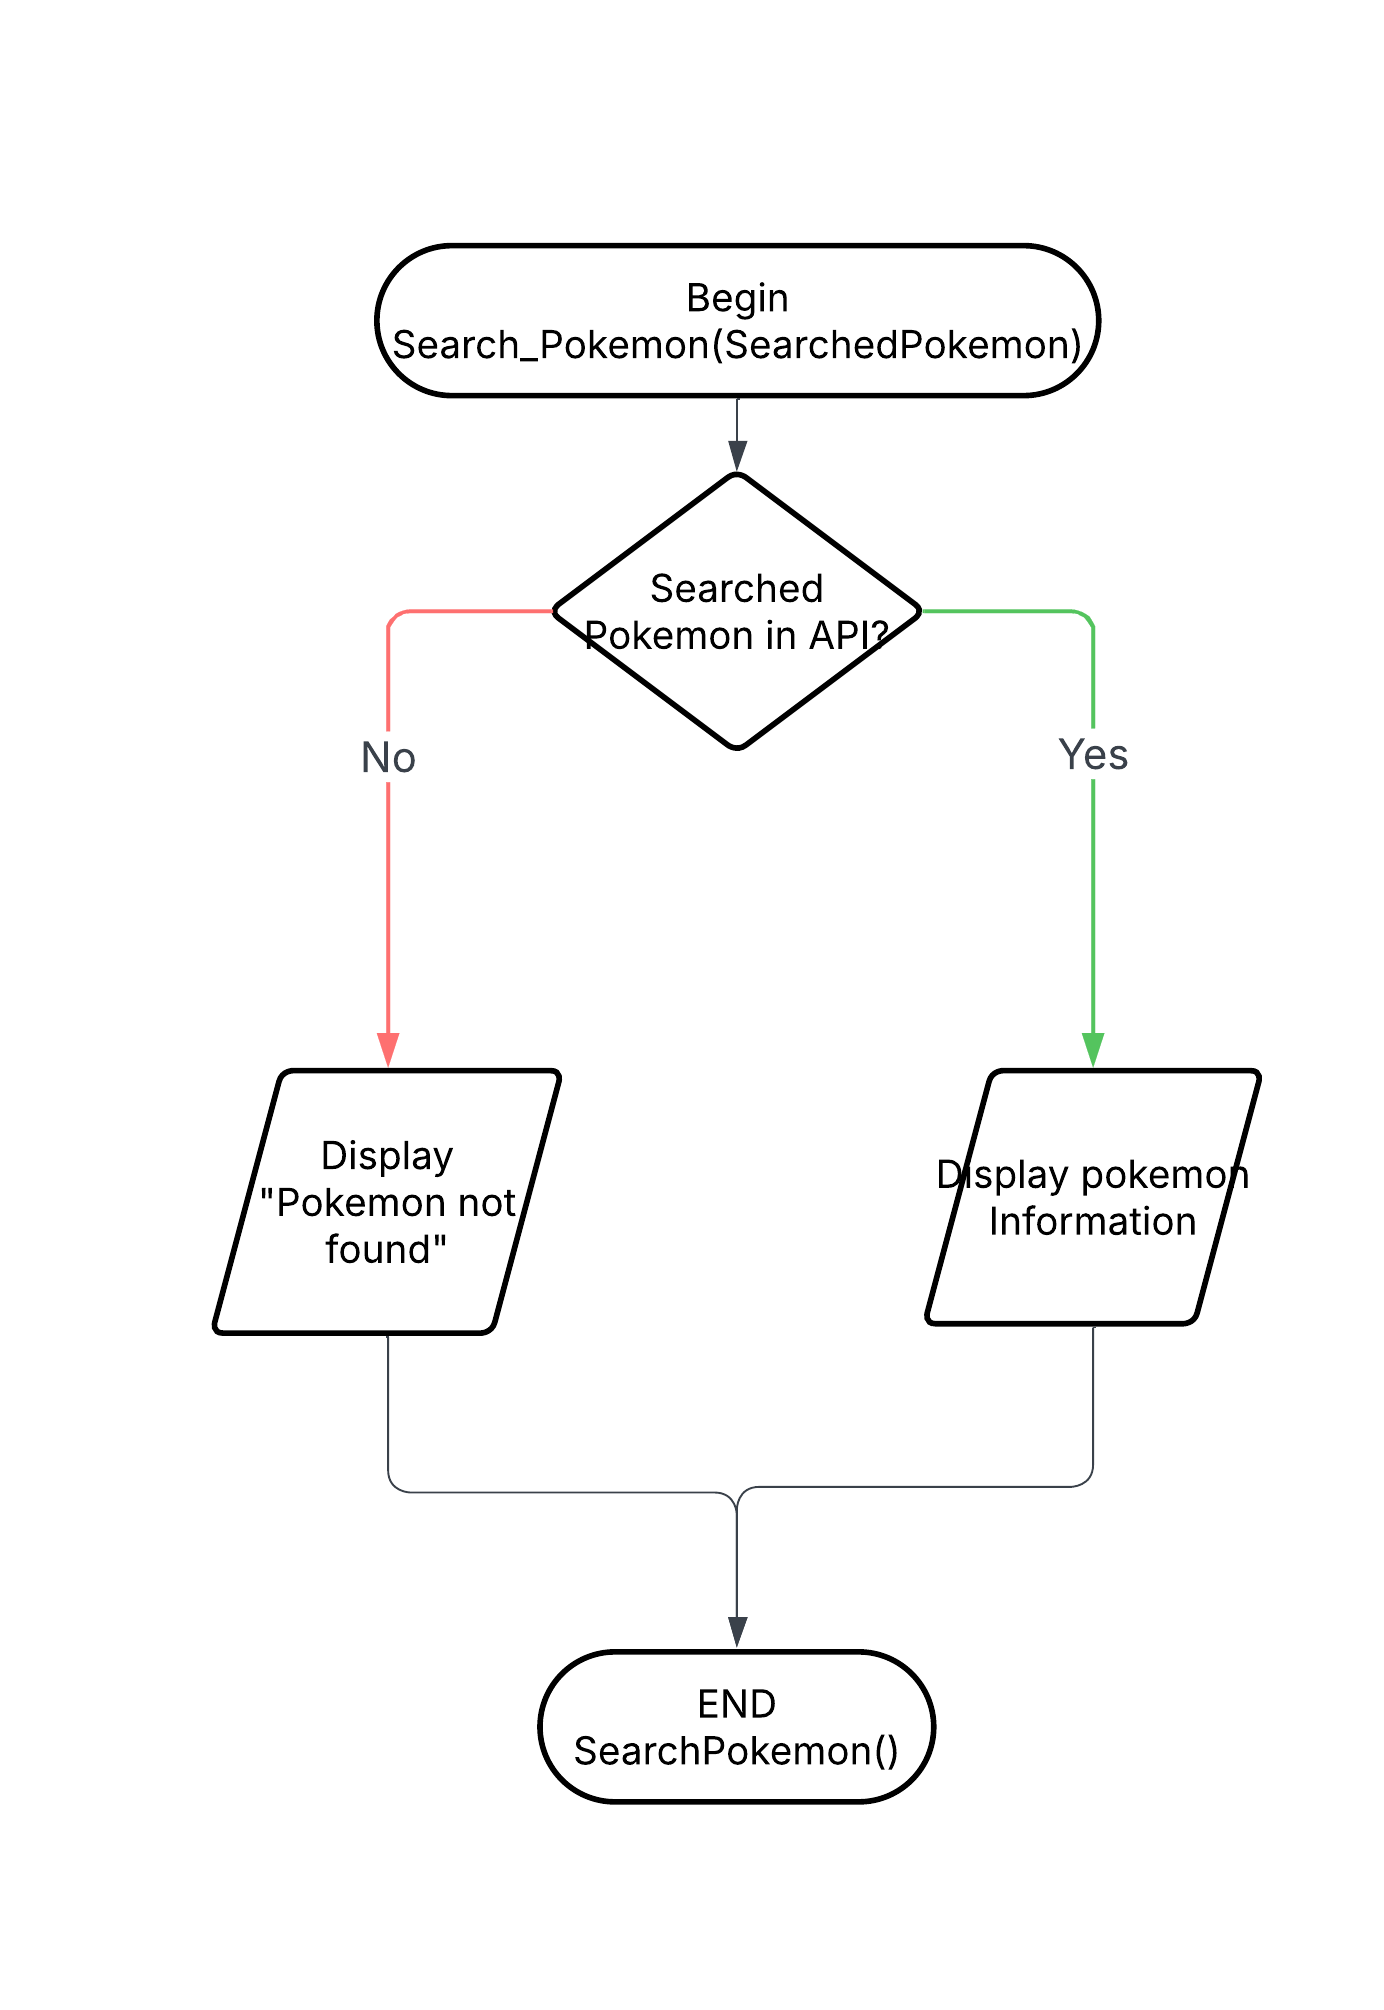 Begin
Search_Pokemon(SearchedPokemon)
Searched
Pokemon in API?
No
Yes
Display
"Pokemon not
found"
Display pokemon
Information
END
SearchPokemon()